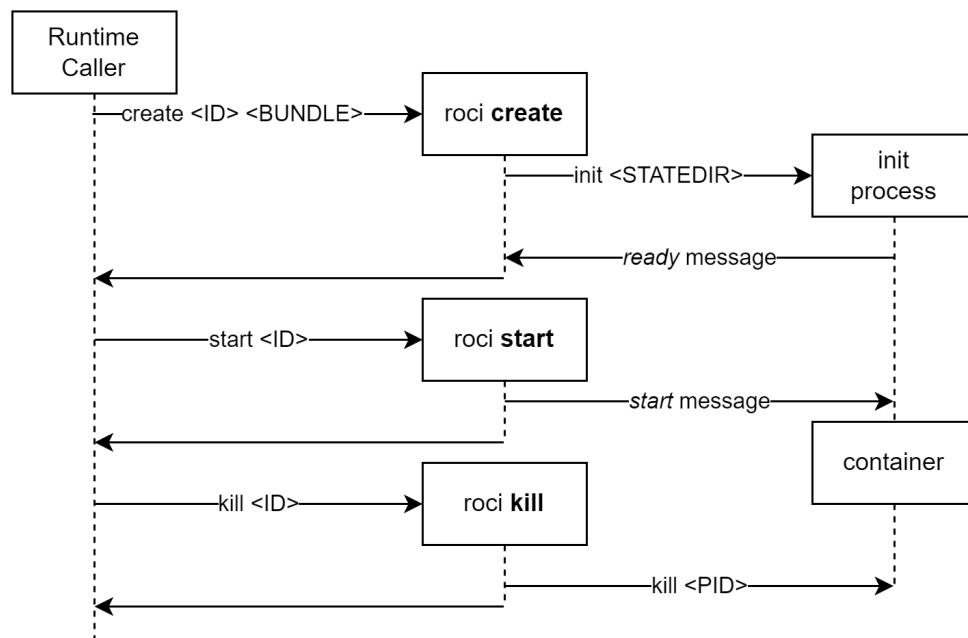 Runtime
Caller
create <ID> <BUNDLE>
roci create
init <STATEDIR>
init
process
ready message
start <ID>
roci start
start message
container
kill <ID>
roci kill
kill <PID>